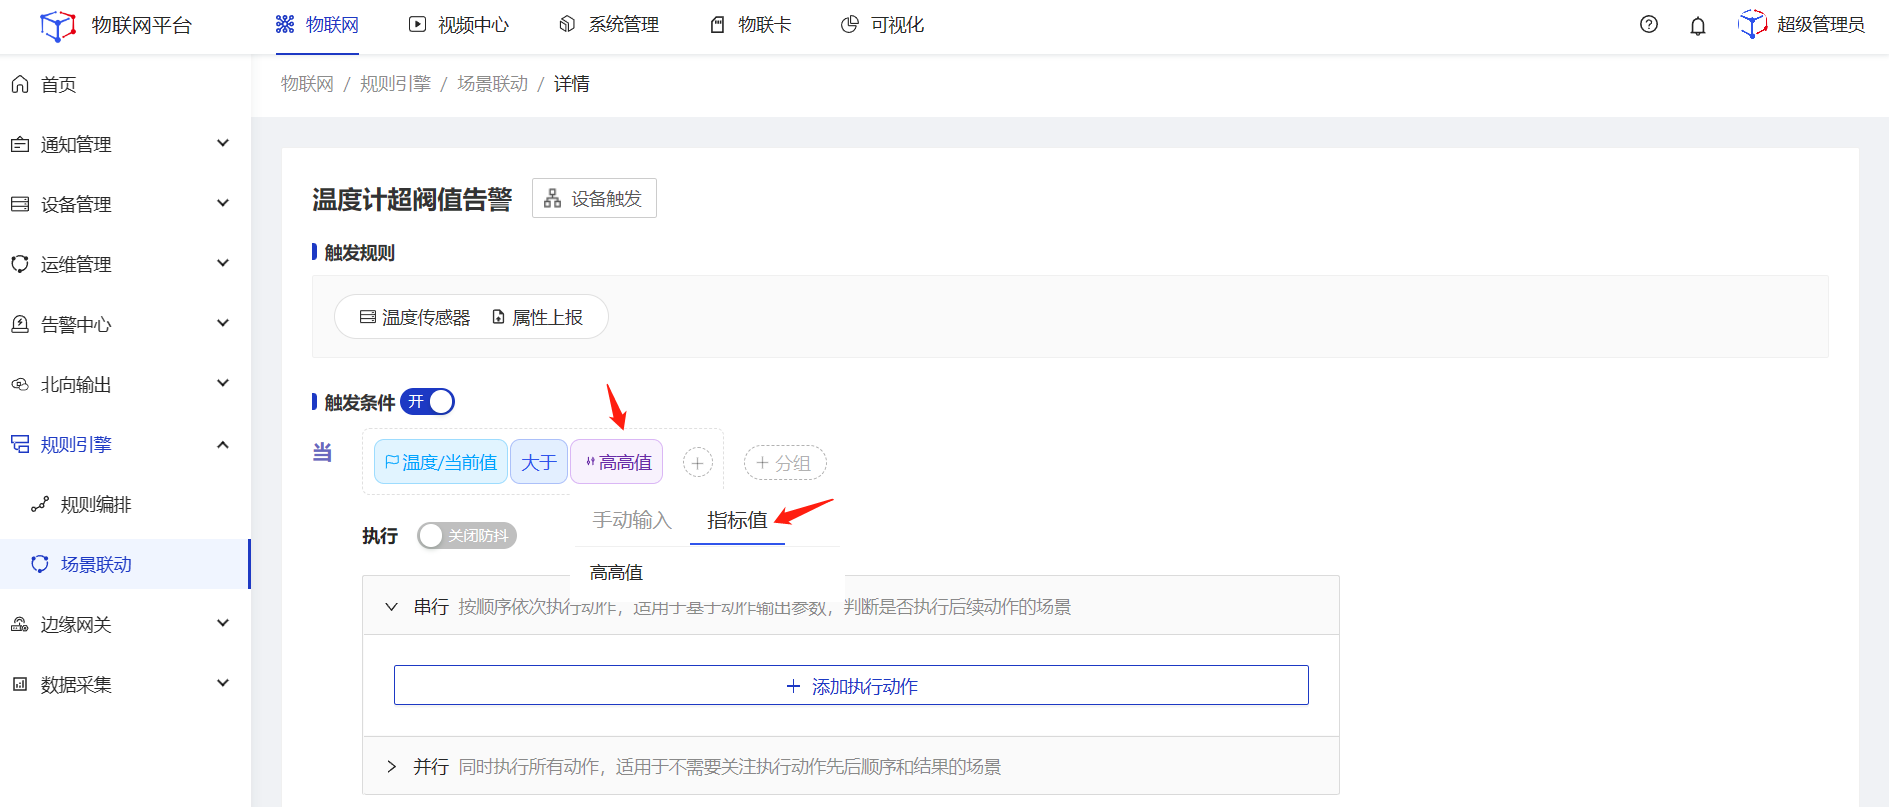 物联网平台
物联网
视频中心
系统管理
物联卡
可视化
超级管理员
首页
通知管理
设备管理
运维管理
告警中心
北向输出
规则引擎
规则编排
场景联动
边缘网关
数据采集
物联网 / 规则引擎 / 场景联动 / 详情
温度计超阀值告警
设备触发
触发规则
温度传感器 属性上报
触发条件 开
当
温度/当前值 大于 高高值
+ 分组
手动输入 指标值
高高值
执行 关闭防抖
串行 按顺序依次执行动作，适用于基于动作输出参数，判断是否执行后续动作的场景
+ 添加执行动作
并行 同时执行所有动作，适用于不需要关注执行动作先后顺序和结果的场景